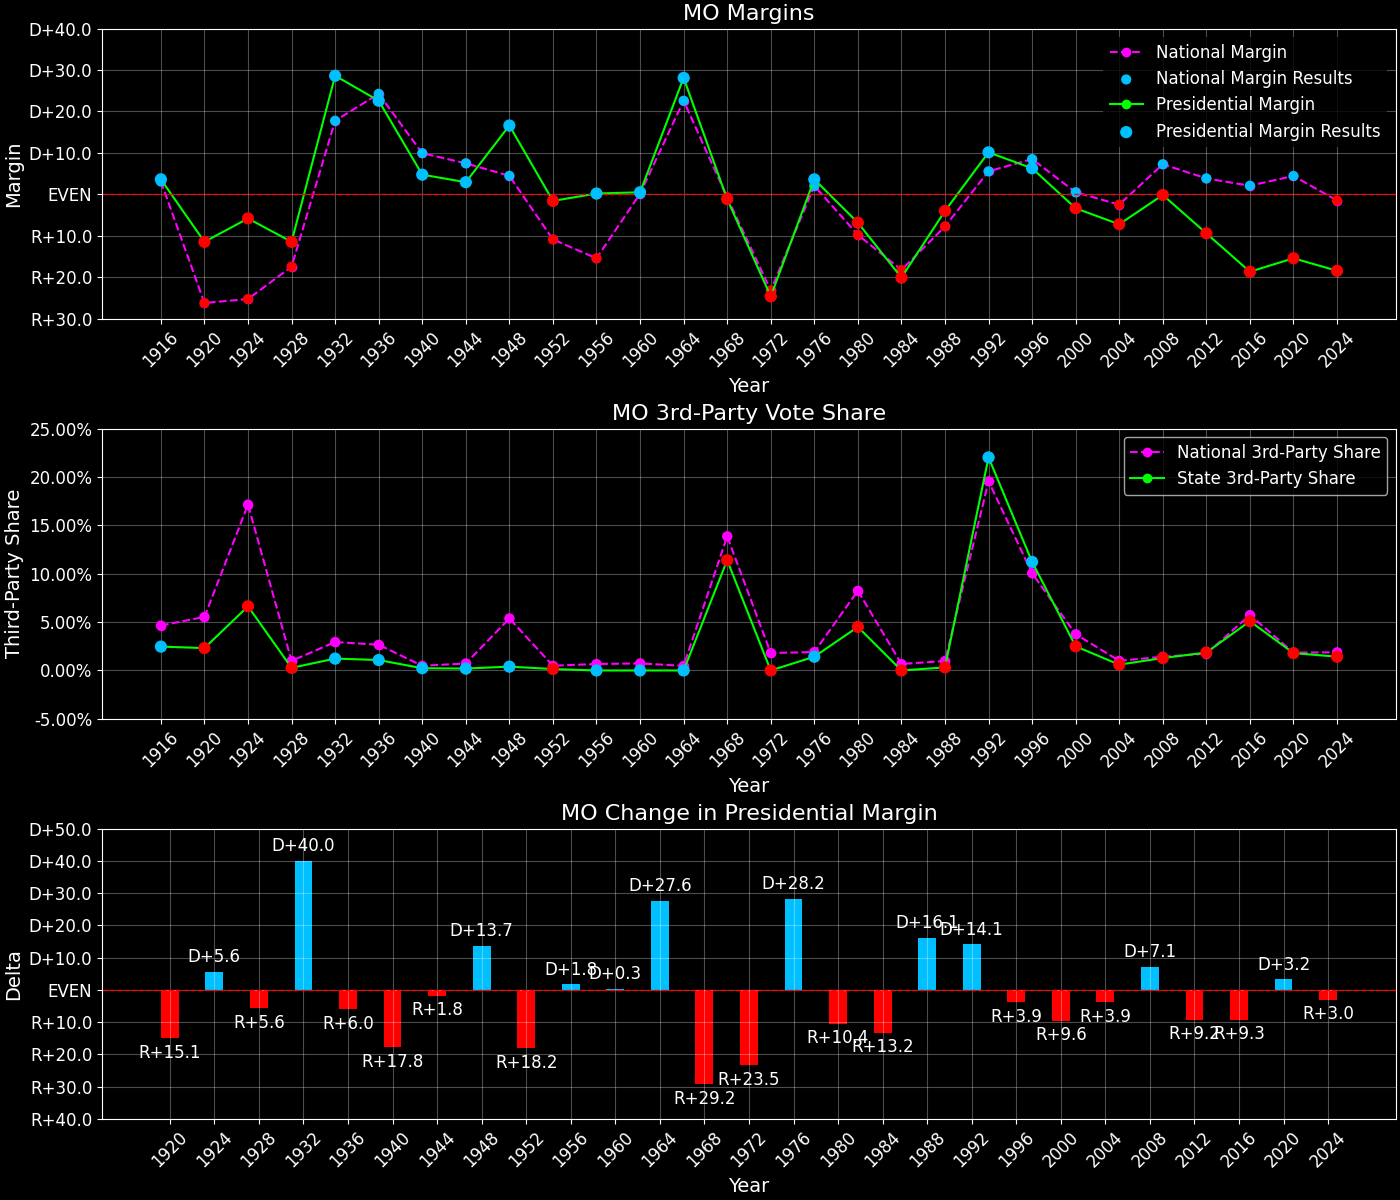 MO Margins
D+40.0
D+30.0
D+20.0
D+10.0
EVEN
R+10.0
R+20.0
R+30.0
Margin
National Margin
National Margin Results
Presidential Margin
Presidential Margin Results
1916 1920 1924 1928 1932 1936 1940 1944 1948 1952 1956 1960 1964 1968 1972 1976 1980 1984 1988 1992 1996 2000 2004 2008 2012 2016 2020 2024
Year
MO 3rd-Party Vote Share
25.00%
20.00%
15.00%
10.00%
5.00%
0.00%
-5.00%
Third-Party Share
National 3rd-Party Share
State 3rd-Party Share
1916 1920 1924 1928 1932 1936 1940 1944 1948 1952 1956 1960 1964 1968 1972 1976 1980 1984 1988 1992 1996 2000 2004 2008 2012 2016 2020 2024
Year
MO Change in Presidential Margin
D+50.0
D+40.0
D+30.0
D+20.0
D+10.0
EVEN
R+10.0
R+20.0
R+30.0
R+40.0
Delta
R+15.1
D+5.6
R+5.6
D+40.0
R+6.0
R+17.8
R+1.8
D+13.7
R+18.2
D+1.8
D+0.3
D+27.6
R+29.2
R+23.5
D+28.2
R+10.4
R+13.2
D+16.1
D+14.1
R+3.9
R+9.6
R+3.9
D+7.1
R+9.2
R+9.3
D+3.2
R+3.0
1920 1924 1928 1932 1936 1940 1944 1948 1952 1956 1960 1964 1968 1972 1976 1980 1984 1988 1992 1996 2000 2004 2008 2012 2016 2020 2024
Year